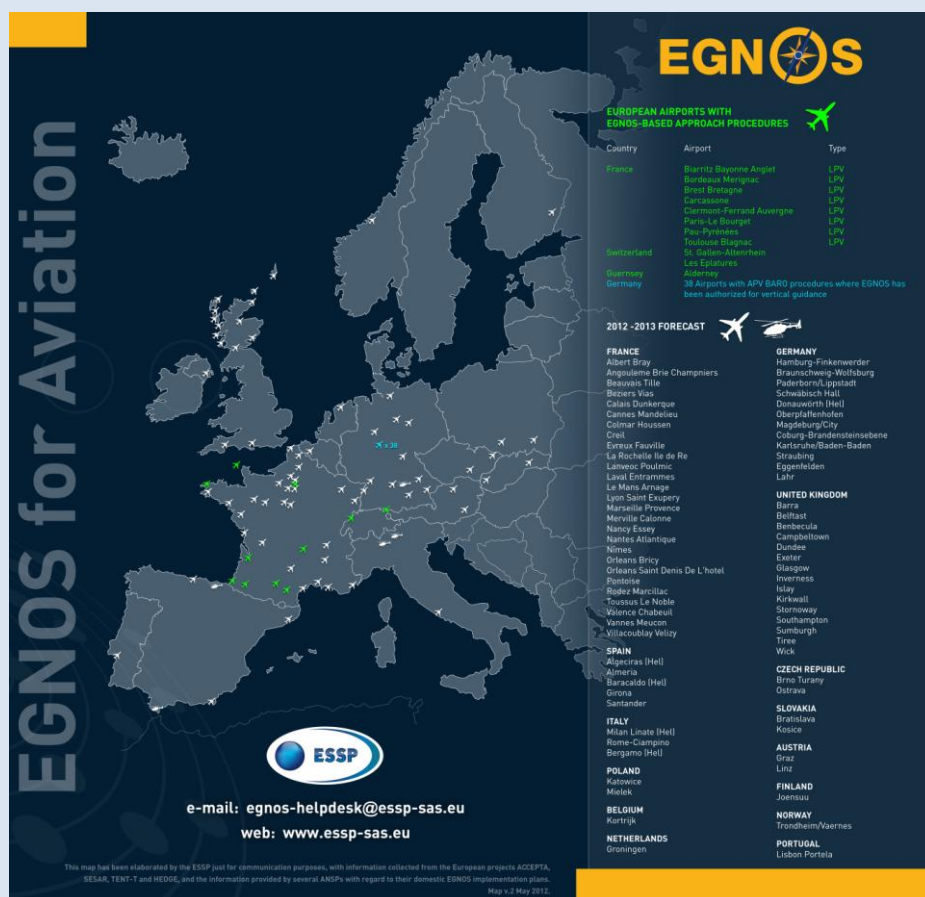 EGNOS for Aviation
EGNOS
EUROPEAN AIRPORTS WITH
EGNOS-BASED APPROACH PROCEDURES
Country Airport Type
France Biarritz Bayonne Anglet LPV
Bordeaux Merignac LPV
Brest Bretagne LPV
Carcassone LPV
Clermont-Ferrand Auvergne LPV
Paris-Le Bourget LPV
Pau-Pyrénées LPV
Toulouse Blagnac LPV
Switzerland St. Gallen-Altenrhein
Les Eplatures
Guernsey Alderney
Germany 38 Airports with APV BARO procedures where EGNOS has
been authorized for vertical guidance
2012 -2013 FORECAST
FRANCE
Albert Bray
Angouleme Brie Champniers
Beauvais Tille
Beziers Vias
Calais Dunkerque
Cannes Mandelieu
Colmar Houssen
Creil
Evreux Fauville
La Rochelle Ile de Re
Lanveoc Poulmic
Laval Entrammes
Le Mans Arnage
Lyon Saint Exupery
Marseille Provence
Merville Calonne
Nancy Essey
Nantes Atlantique
Nimes
Orleans Bricy
Orleans Saint Denis De L'hotel
Pontoise
Rodez Marcillac
Toussus Le Noble
Valence Chabeuil
Vannes Meucon
Villacoublay Velizy
SPAIN
Algeciras (Hel)
Almeria
Baracaldo (Hel)
Girona
Santander
ITALY
Milan Linate (Hel)
Rome-Ciampino
Bergamo (Hel)
POLAND
Katowice
Mielek
BELGIUM
Kortrijk
NETHERLANDS
Groningen
GERMANY
Hamburg-Finkenwerder
Braunschweig-Wolfsburg
Paderborn/Lippstadt
Schwäbisch Hall
Donauwörth (Hel)
Oberpfaffenhofen
Magdeburg/City
Coburg-Brandensteinsebene
Karlsruhe/Baden-Baden
Straubing
Eggenfelden
Lahr
UNITED KINGDOM
Barra
Belftast
Benbecula
Campbeltown
Dundee
Exeter
Glasgow
Inverness
Islay
Kirkwall
Stornoway
Southampton
Sumburgh
Tiree
Wick
CZECH REPUBLIC
Brno Turany
Ostrava
SLOVAKIA
Bratislava
Kosice
AUSTRIA
Graz
Linz
FINLAND
Joensuu
NORWAY
Trondheim/Vaernes
PORTUGAL
Lisbon Portela
x 38
ESSP
e-mail: egnos-helpdesk@essp-sas.eu
web: www.essp-sas.eu
This map has been elaborated by the ESSP just for communication purposes, with information collected from the European projects ACCEPTA,
SESAR, TENT-T and HEDGE, and the information provided by several ANSPs with regard to their domestic EGNOS implementation plans.
Map v.2 May 2012.